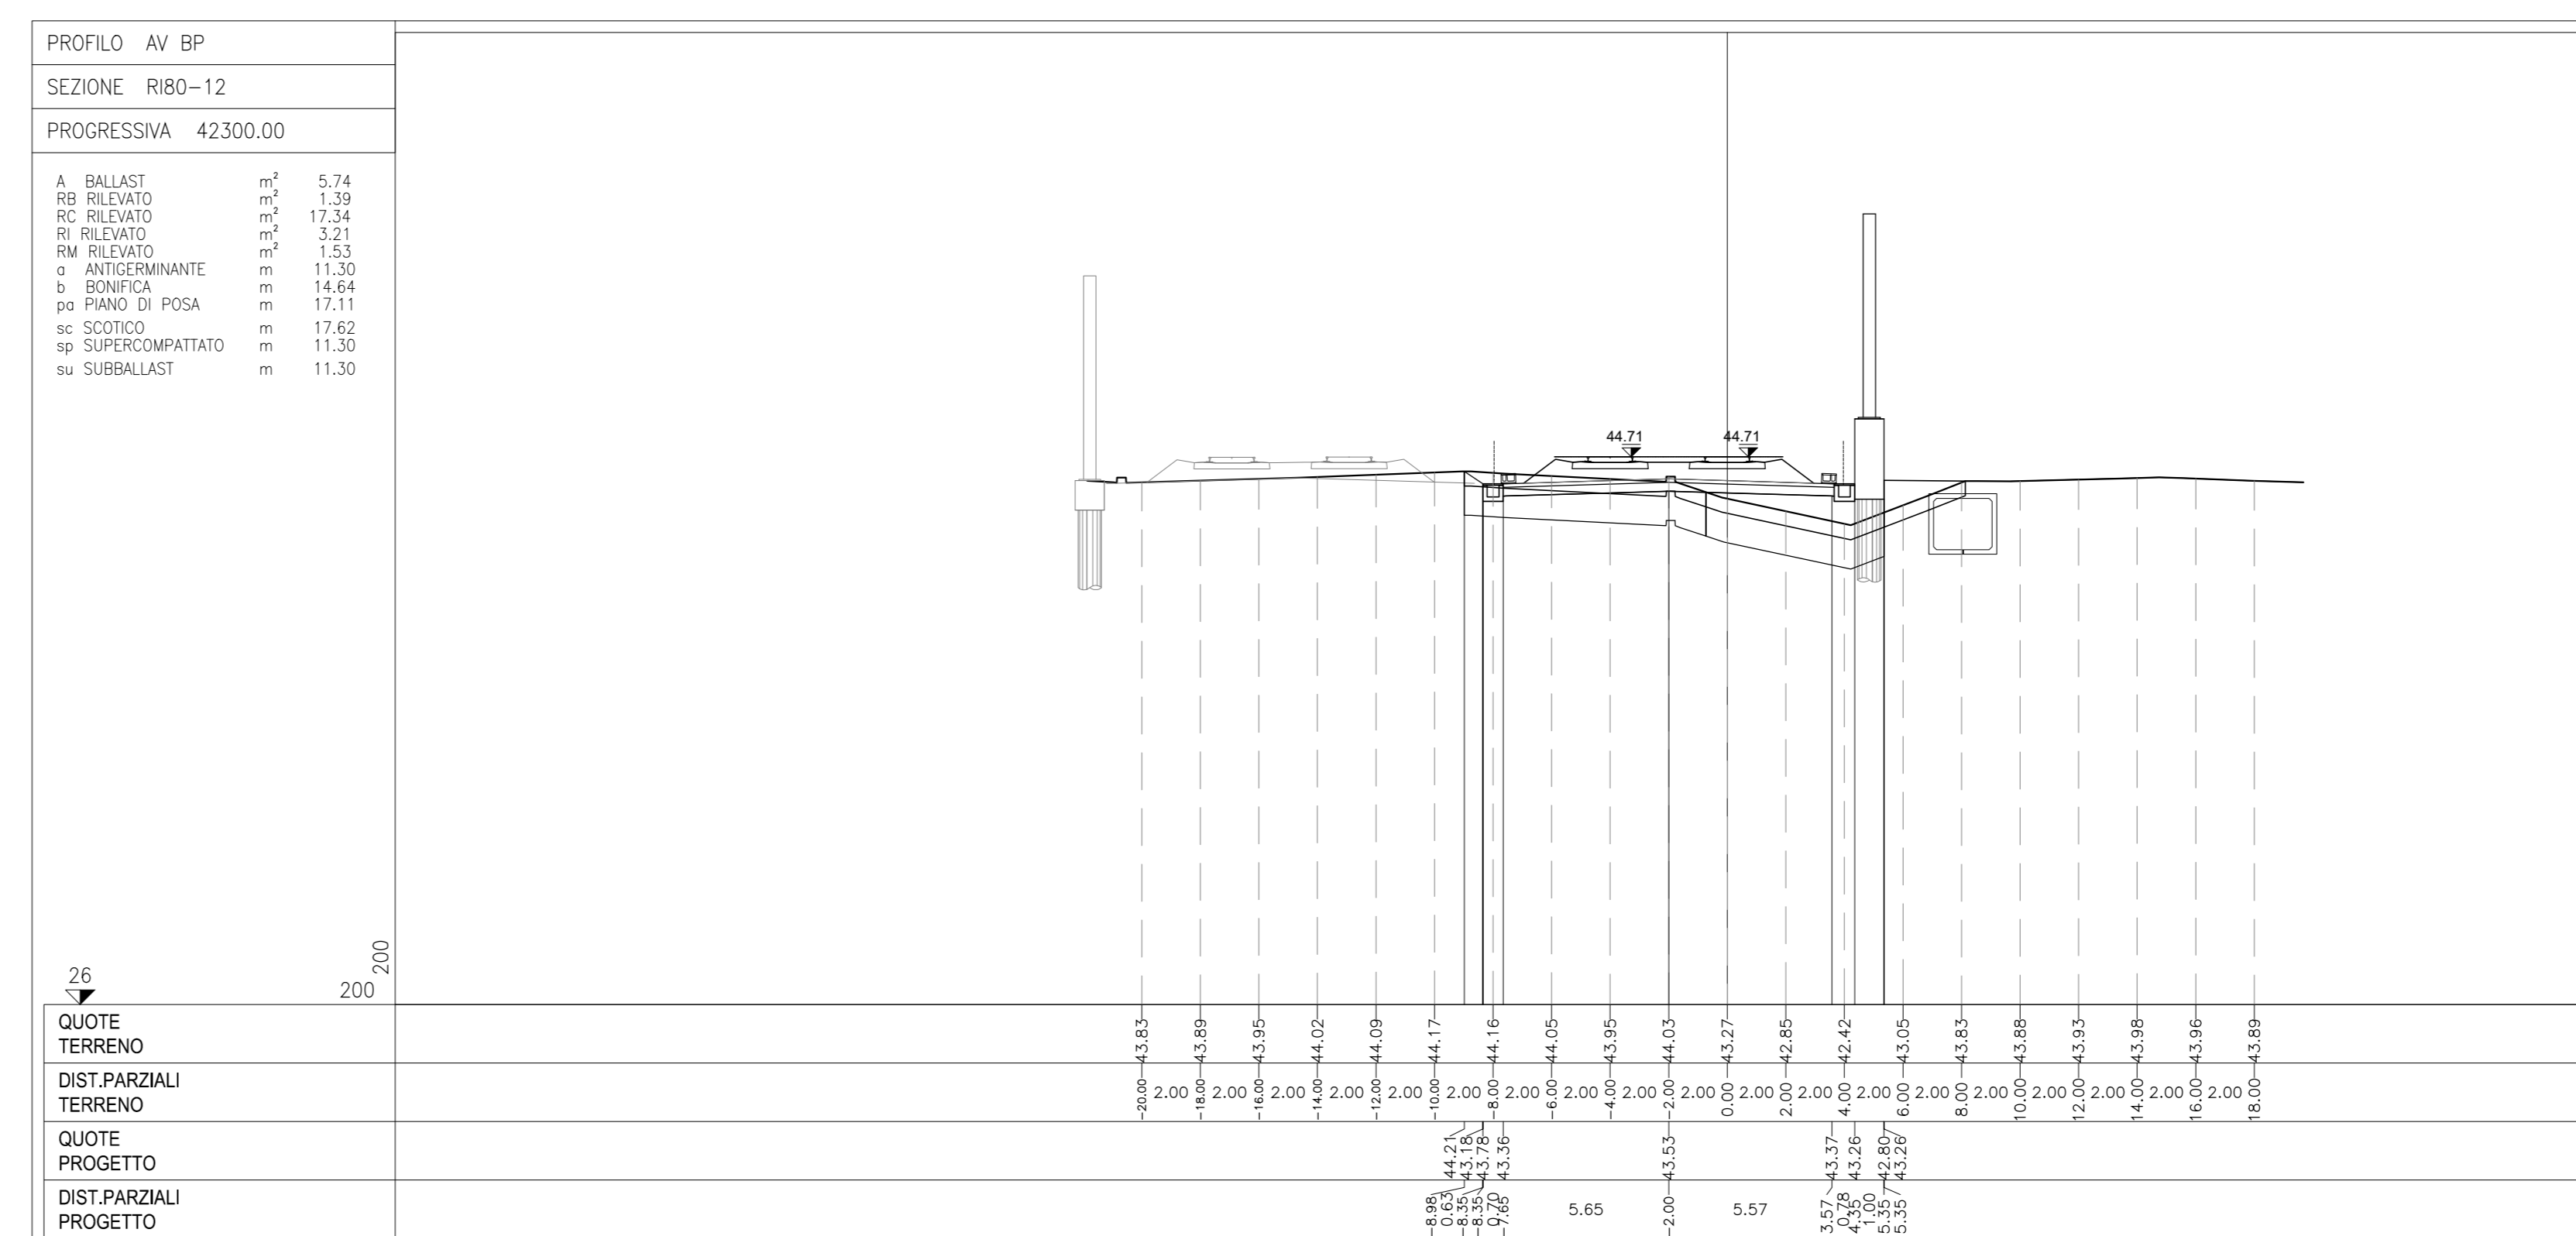 PROFILO AV BP
SEZIONE RI80-12
PROGRESSIVA 42300.00
A BALLAST m² 5.74
RB RILEVATO m² 1.39
RC RILEVATO m² 17.34
RI RILEVATO m² 3.21
RM RILEVATO m² 1.53
a ANTIGERMINANTE m 11.30
b BONIFICA m 14.64
pa PIANO DI POSA m 17.11
sc SCOTICO m 17.62
sp SUPERCOMPATTATO m 11.30
su SUBBALLAST m 11.30
44.71 44.71
26
200
200
QUOTE
TERRENO
43.83 43.89 43.95 44.02 44.09 44.17 44.16 44.05 43.95 44.03 43.27 42.85 42.42 43.05 43.83 43.88 43.93 43.98 43.96 43.89
DIST.PARZIALI
TERRENO
-20.00 2.00 -18.00 2.00 -16.00 2.00 -14.00 2.00 -12.00 2.00 -10.00 2.00 -8.00 2.00 -6.00 2.00 -4.00 2.00 -2.00 2.00 0.00 2.00 2.00 2.00 4.00 2.00 6.00 2.00 8.00 2.00 10.00 2.00 12.00 2.00 14.00 2.00 16.00 2.00 18.00
QUOTE
PROGETTO
44.21 43.18 43.78 43.36 43.53 43.37 43.26 42.80 43.26
DIST.PARZIALI
PROGETTO
-8.98 0.63 -8.35 -8.35 0.70 -7.65 5.65 -2.00 5.57 3.57 0.78 4.35 1.00 5.35 5.35